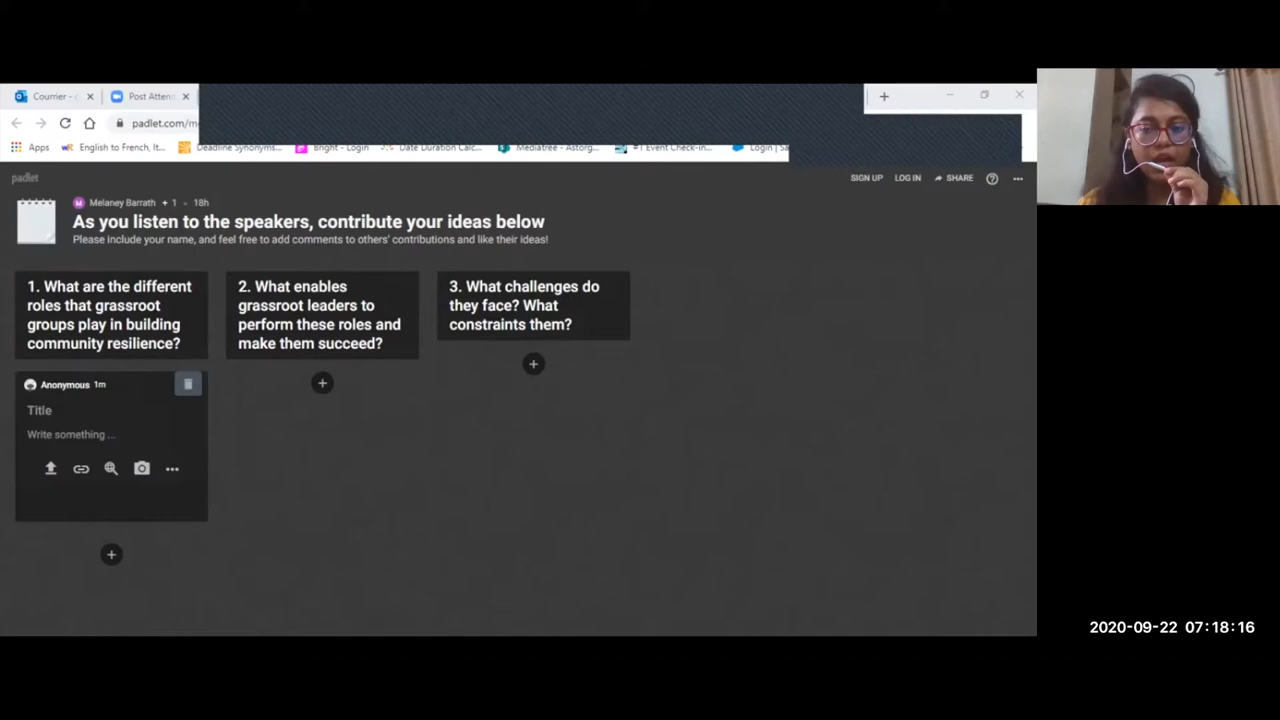 Courrier -
Post Atten
padlet.com/m
Apps
English to French, It...
Deadline Synonyms...
Bright - Login
Date Duration Calc...
Mediatree - Astorg...
#1 Event Check-in...
Login | Sa
padlet
SIGN UP
LOG IN
SHARE
Melaney Barrath + 1 18h
As you listen to the speakers, contribute your ideas below
Please include your name, and feel free to add comments to others' contributions and like their ideas!
1. What are the different
roles that grassroot
groups play in building
community resilience?
Anonymous 1m
Title
Write something ...
2. What enables
grassroot leaders to
perform these roles and
make them succeed?
3. What challenges do
they face? What
constraints them?
2020-09-22 07:18:16